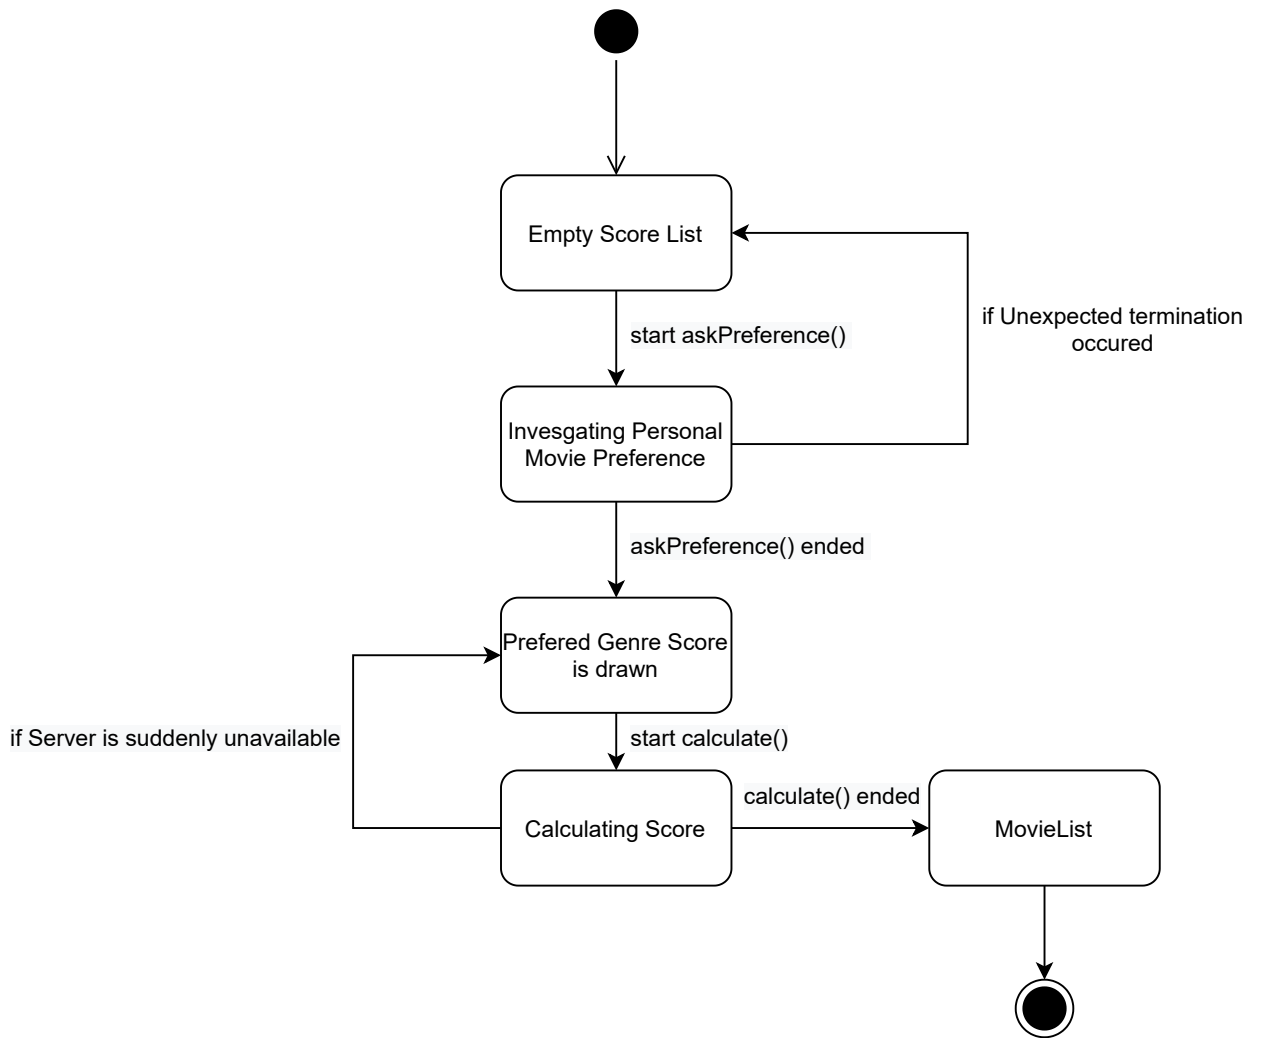 Empty Score List
start askPreference()
if Unexpected termination
occured
Invesgating Personal
Movie Preference
askPreference() ended
Prefered Genre Score
is drawn
if Server is suddenly unavailable
start calculate()
calculate() ended
Calculating Score
MovieList